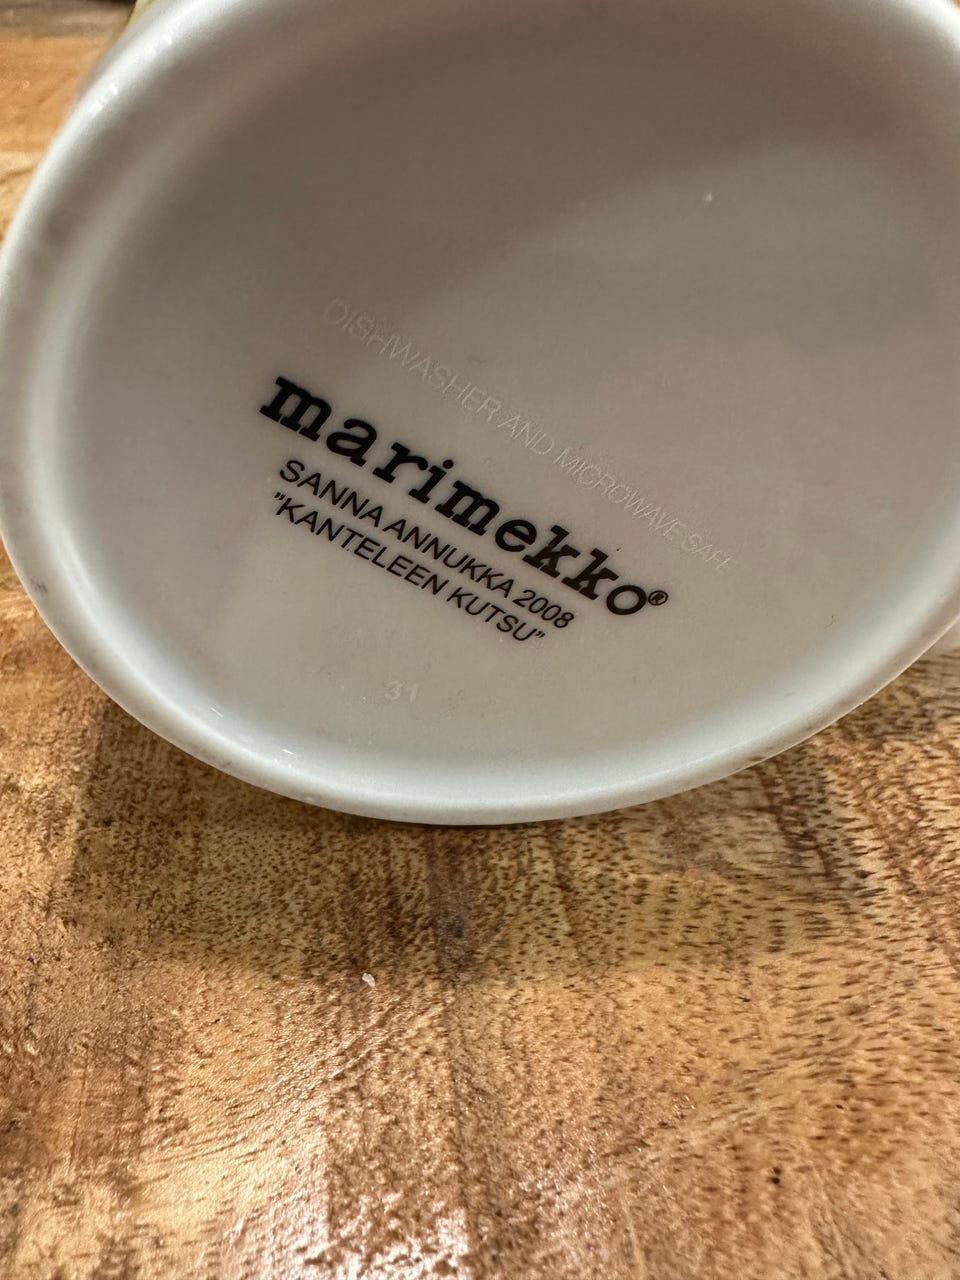 DISHWASHER AND MICROWAVE SAFE
marimekko®
SANNA ANNUKKA 2008
”KANTELEEN KUTSU”
31